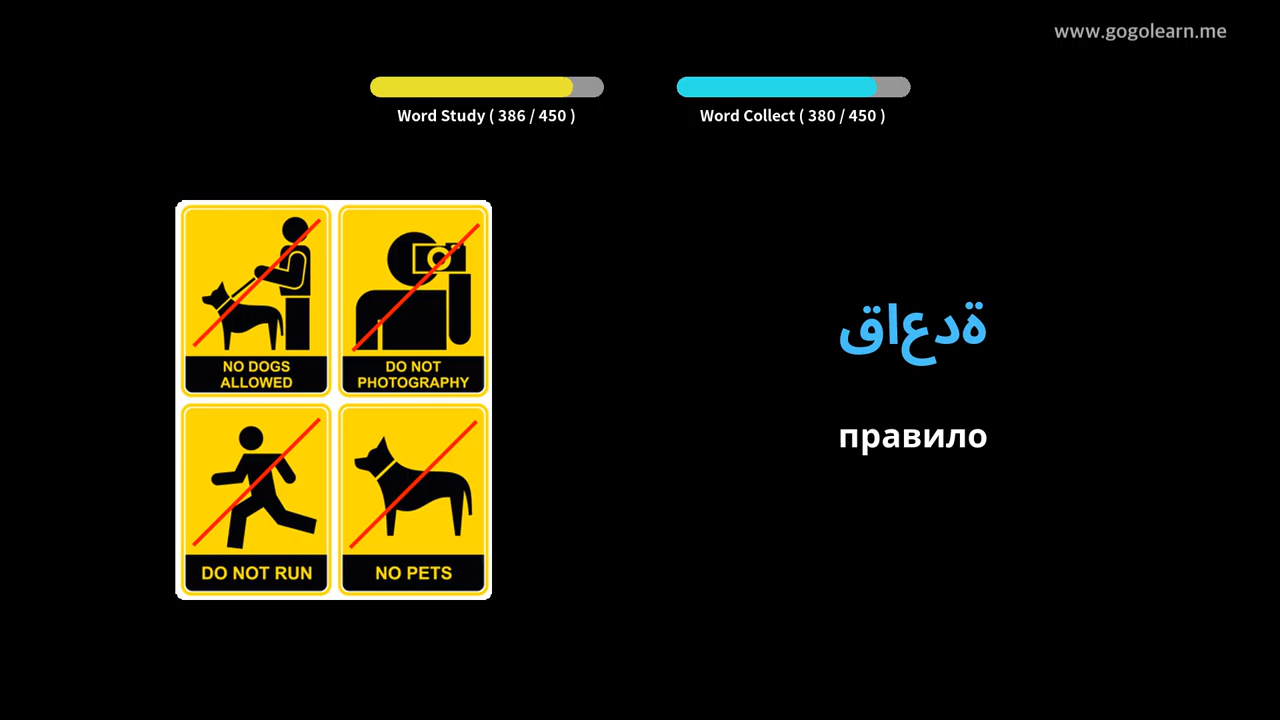 www.gogolearn.me
Word Study ( 386 / 450 )
Word Collect ( 380 / 450 )
NO DOGS
ALLOWED
DO NOT
PHOTOGRAPHY
DO NOT RUN
NO PETS
قاعدة
правило